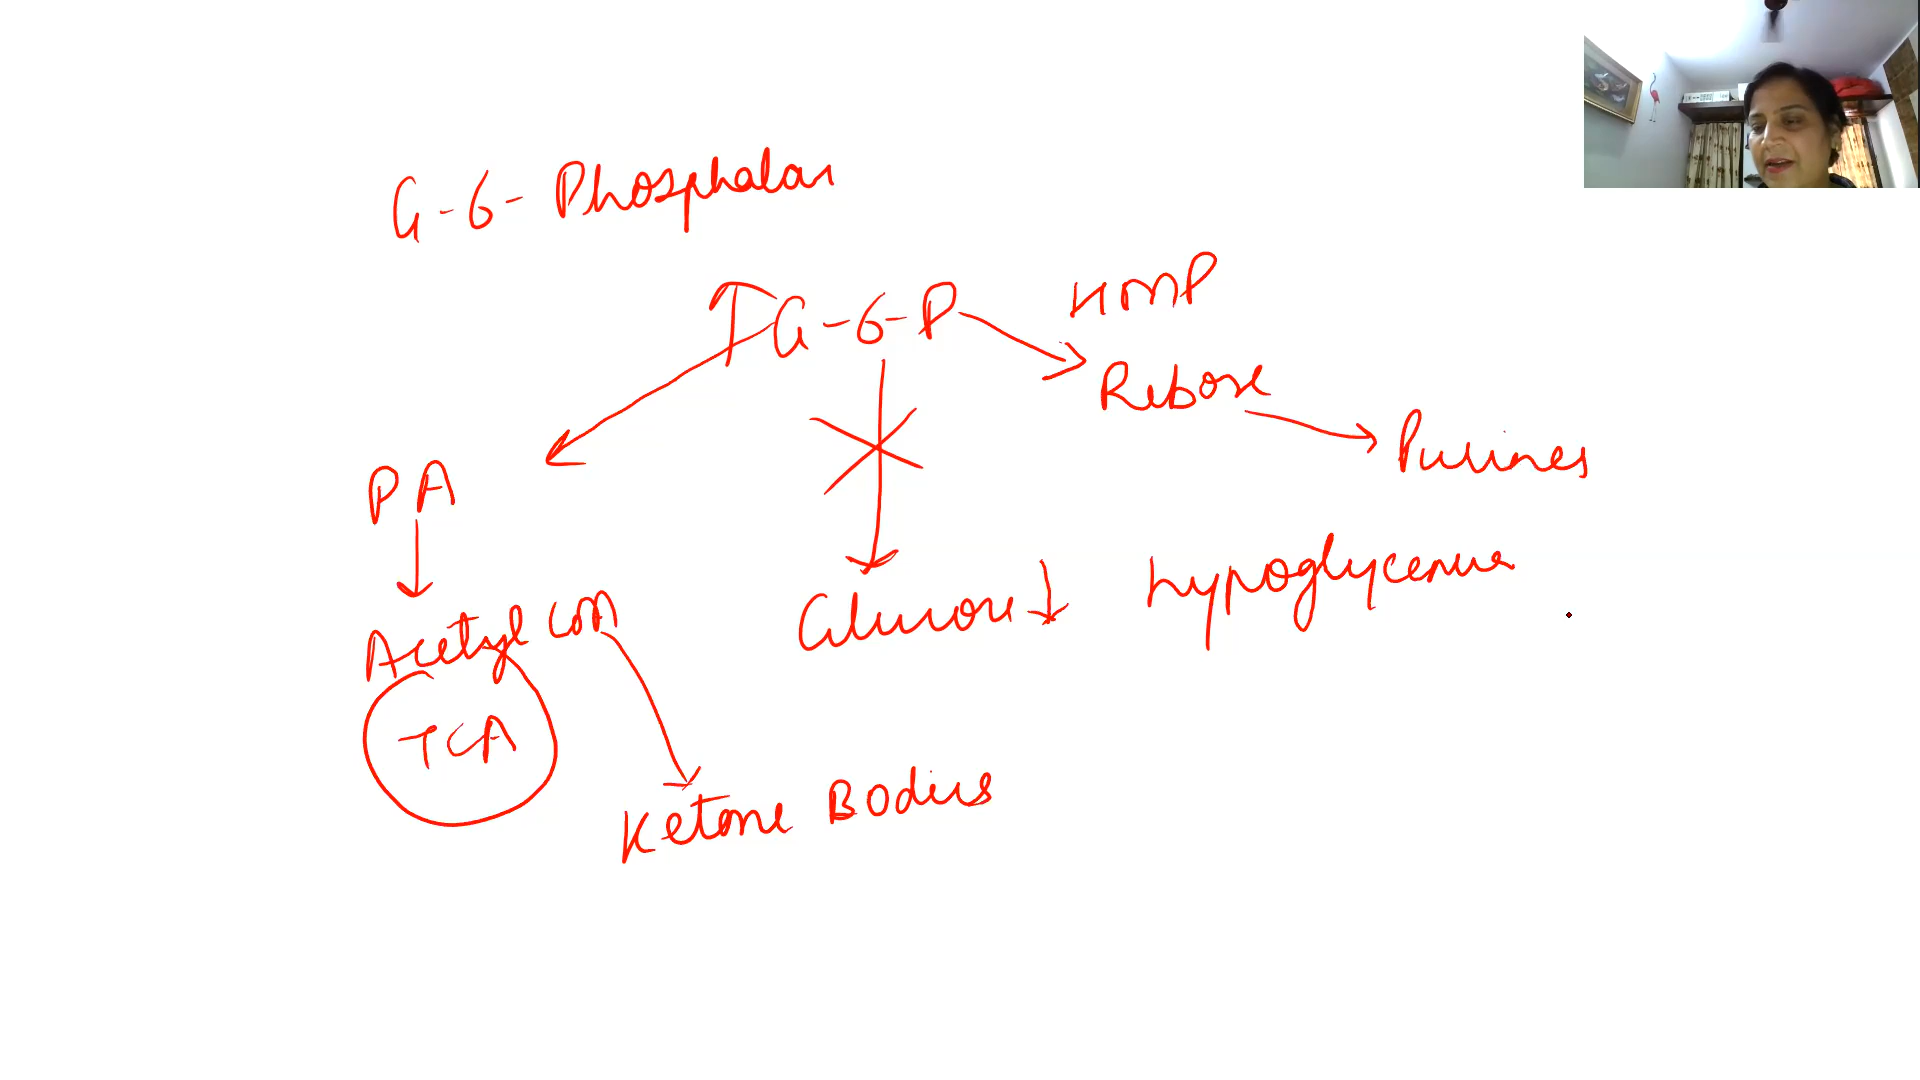 G-6-Phosphatase
↑G-6-P
HMP
Ribose
Purines
PA
Acetyl CoA
TCA
Glucose↓
hypoglycemia
Ketone Bodies